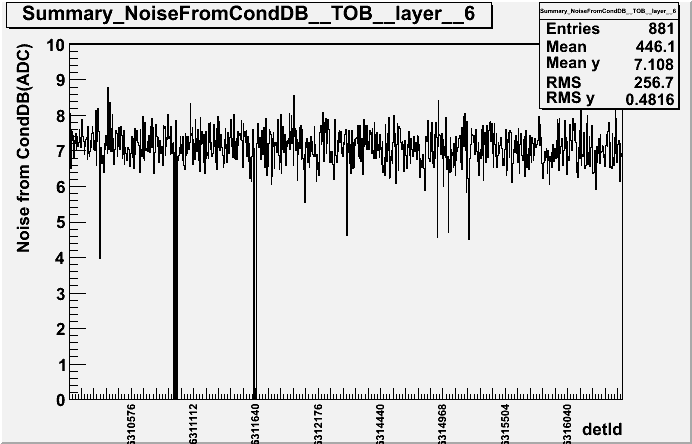 Summary_NoiseFromCondDB__TOB__layer__6
Summary_NoiseFromCondDB__TOB__layer__6
Entries 881
Mean 446.1
Mean y 7.108
RMS 256.7
RMS y 0.4816
Noise from CondDB(ADC)
10
9
8
7
6
5
4
3
2
1
0
6310576
6311112
6311640
6312176
6314440
6314968
6315504
6316040
detId